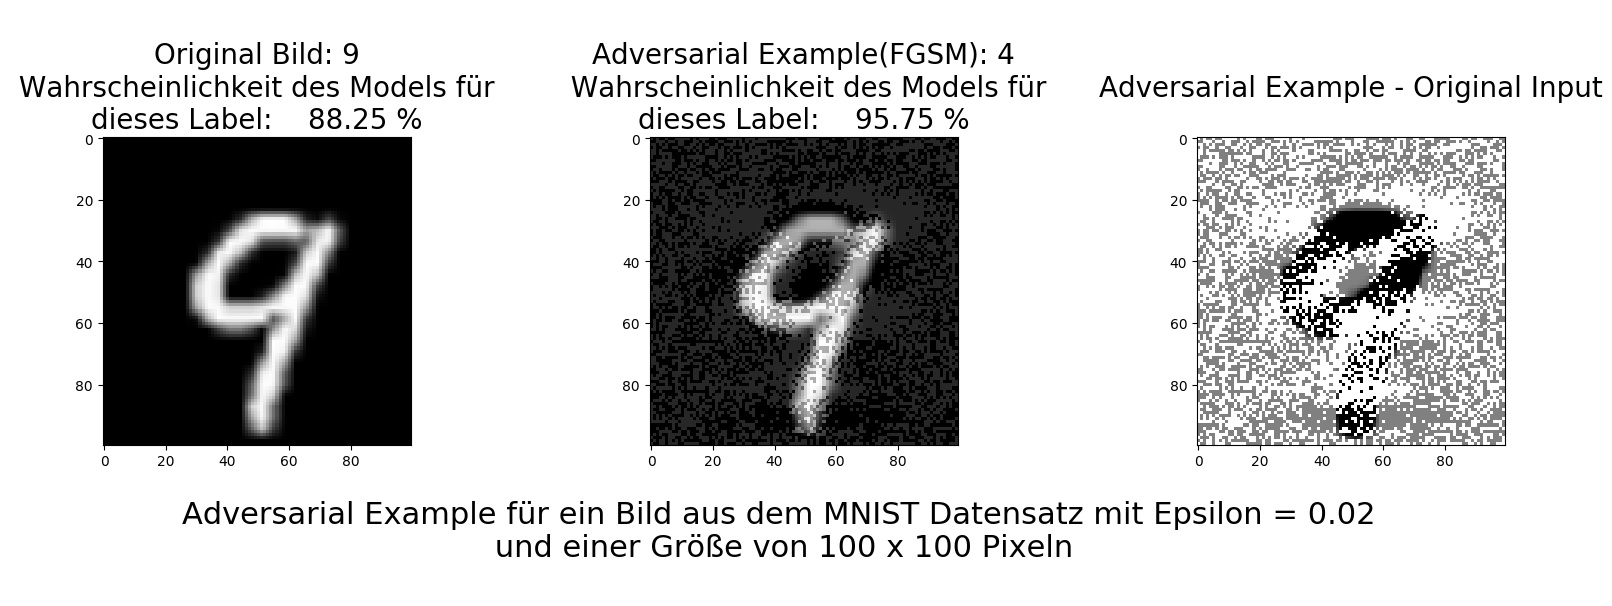 Original Bild: 9
Wahrscheinlichkeit des Models für
dieses Label: 88.25 %
Adversarial Example(FGSM): 4
Wahrscheinlichkeit des Models für
dieses Label: 95.75 %
Adversarial Example - Original Input
0
20
40
60
80
0 20 40 60 80
9
0
20
40
60
80
0 20 40 60 80
9
0
20
40
60
80
0 20 40 60 80
Adversarial Example für ein Bild aus dem MNIST Datensatz mit Epsilon = 0.02
und einer Größe von 100 x 100 Pixeln